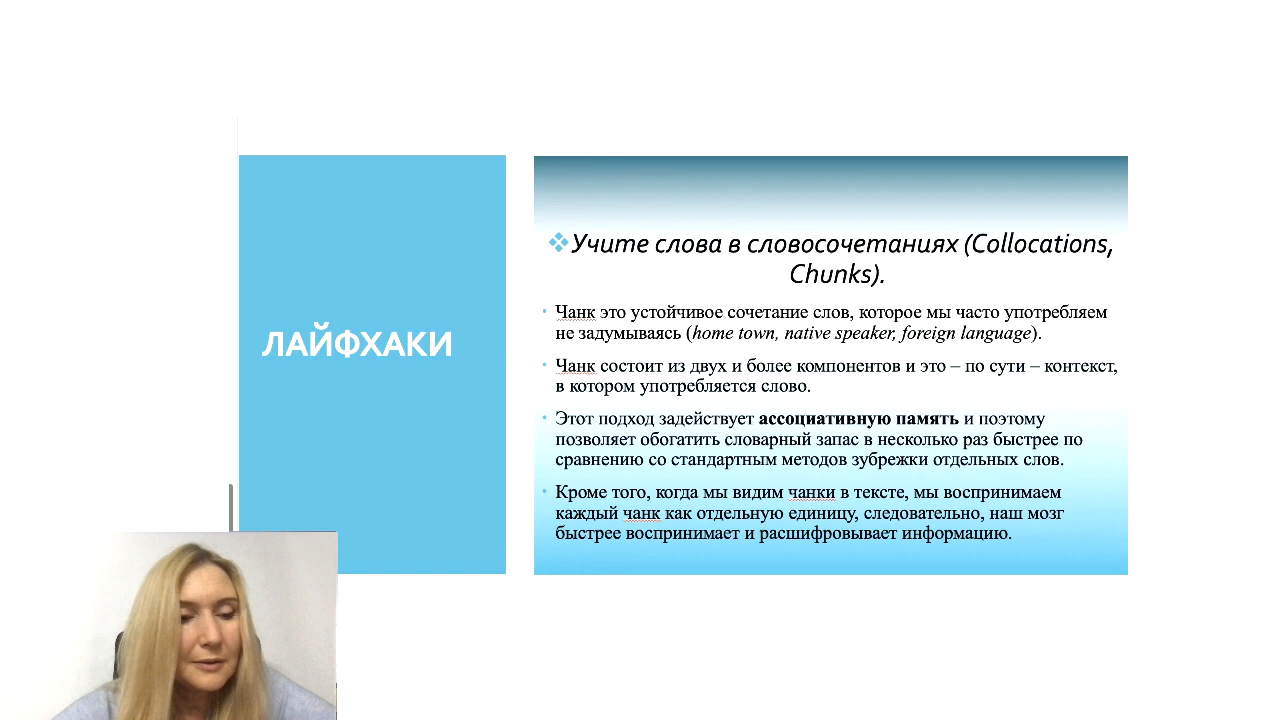 ЛАЙФХАКИ
Учите слова в словосочетаниях (Collocations,
Chunks).
Чанк это устойчивое сочетание слов, которое мы часто употребляем
не задумываясь (home town, native speaker, foreign language).
Чанк состоит из двух и более компонентов и это – по сути – контекст,
в котором употребляется слово.
Этот подход задействует ассоциативную память и поэтому
позволяет обогатить словарный запас в несколько раз быстрее по
сравнению со стандартным методов зубрежки отдельных слов.
Кроме того, когда мы видим чанки в тексте, мы воспринимаем
каждый чанк как отдельную единицу, следовательно, наш мозг
быстрее воспринимает и расшифровывает информацию.